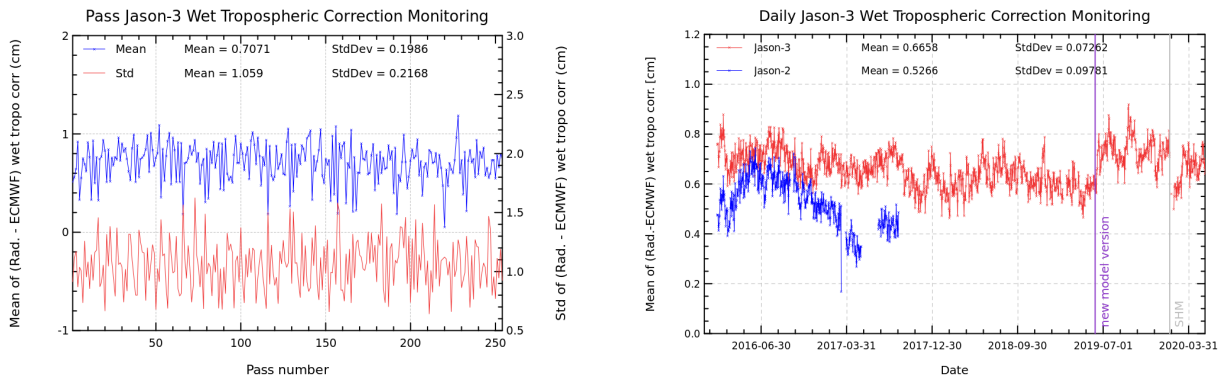 Pass Jason-3 Wet Tropospheric Correction Monitoring
Mean of (Rad. - ECMWF) wet tropo corr (cm)
Std of (Rad. - ECMWF) wet tropo corr (cm)
Mean Mean = 0.7071 StdDev = 0.1986
Std Mean = 1.059 StdDev = 0.2168
2
1
0
-1
3.0
2.5
2.0
1.5
1.0
0.5
50 100 150 200 250
Pass number
Daily Jason-3 Wet Tropospheric Correction Monitoring
Mean of (Rad.-ECMWF) wet tropo corr. [cm]
Jason-3 Mean = 0.6658 StdDev = 0.07262
Jason-2 Mean = 0.5266 StdDev = 0.09781
1.2
1.0
0.8
0.6
0.4
0.2
0.0
new model version
SHM
2016-06-30 2017-03-31 2017-12-30 2018-09-30 2019-07-01 2020-03-31
Date